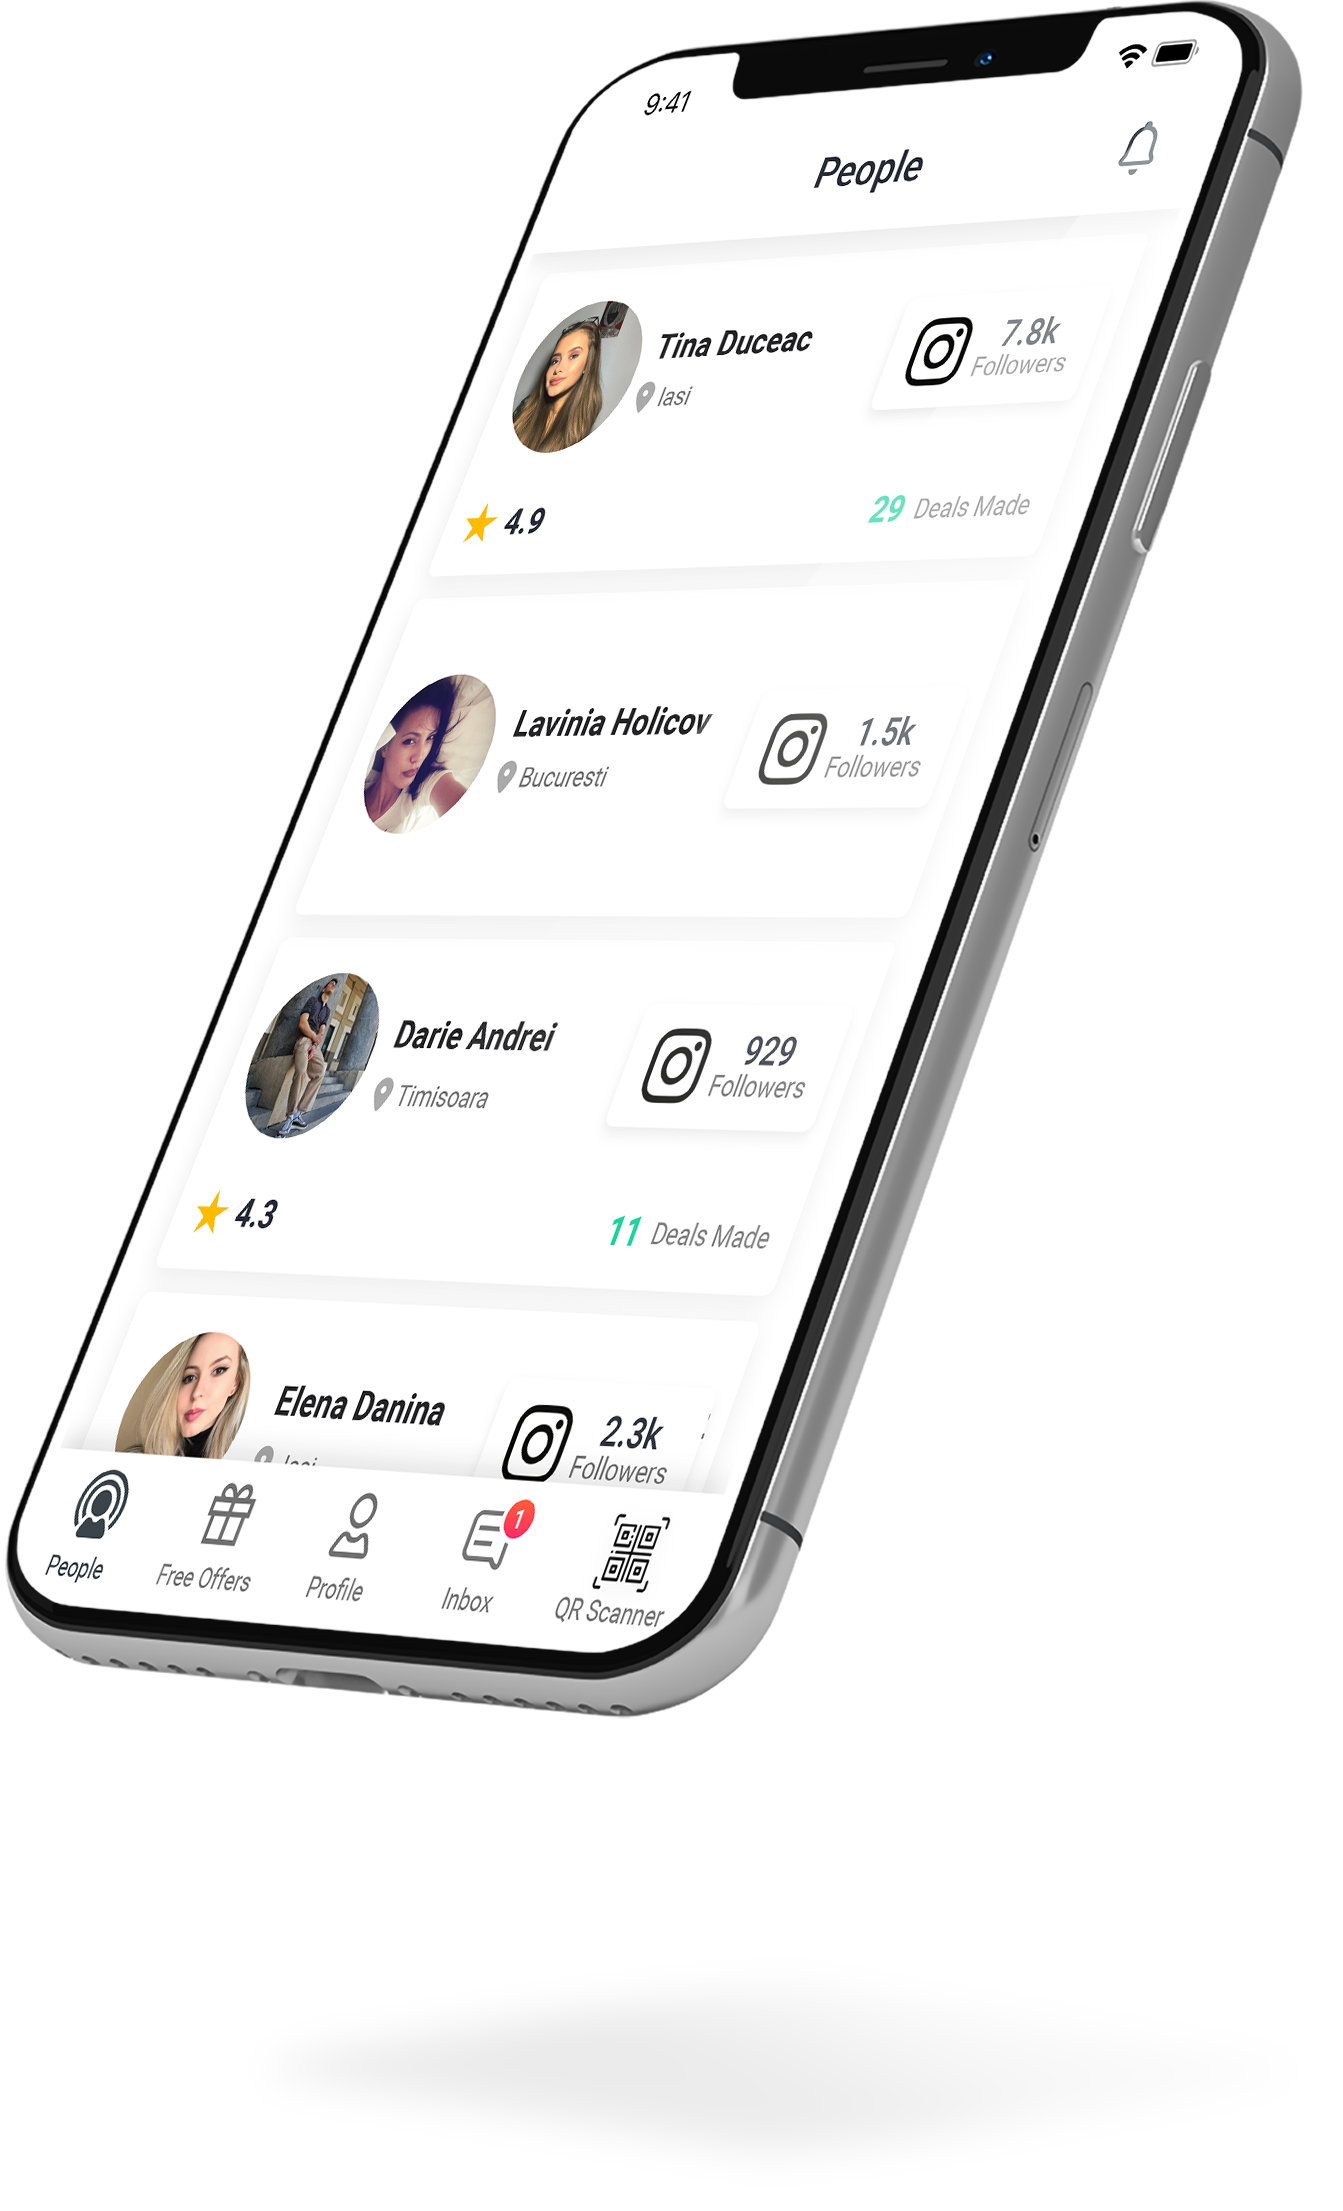 9:41
People
Tina Duceac
Iasi
7.8k
Followers
4.9
29 Deals Made
Lavinia Holicov
Bucuresti
1.5k
Followers
Darie Andrei
Timisoara
929
Followers
4.3
11 Deals Made
Elena Danina
Iasi
2.3k
Followers
People
Free Offers
Profile
1
Inbox
QR Scanner